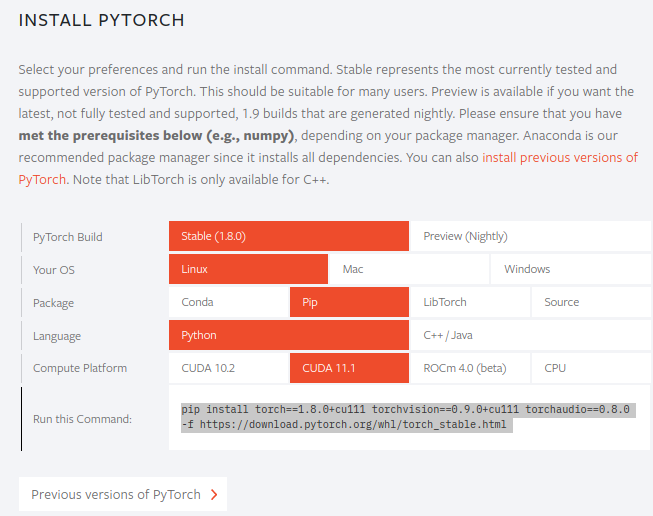 INSTALL PYTORCH
Select your preferences and run the install command. Stable represents the most currently tested and
supported version of PyTorch. This should be suitable for many users. Preview is available if you want the
latest, not fully tested and supported, 1.9 builds that are generated nightly. Please ensure that you have
met the prerequisites below (e.g., numpy), depending on your package manager. Anaconda is our
recommended package manager since it installs all dependencies. You can also install previous versions of
PyTorch. Note that LibTorch is only available for C++.
PyTorch Build Stable (1.8.0) Preview (Nightly)
Your OS Linux Mac Windows
Package Conda Pip LibTorch Source
Language Python C++ / Java
Compute Platform CUDA 10.2 CUDA 11.1 ROCm 4.0 (beta) CPU
Run this Command:
pip install torch==1.8.0+cu111 torchvision==0.9.0+cu111 torchaudio==0.8.0
-f https://download.pytorch.org/whl/torch_stable.html
Previous versions of PyTorch